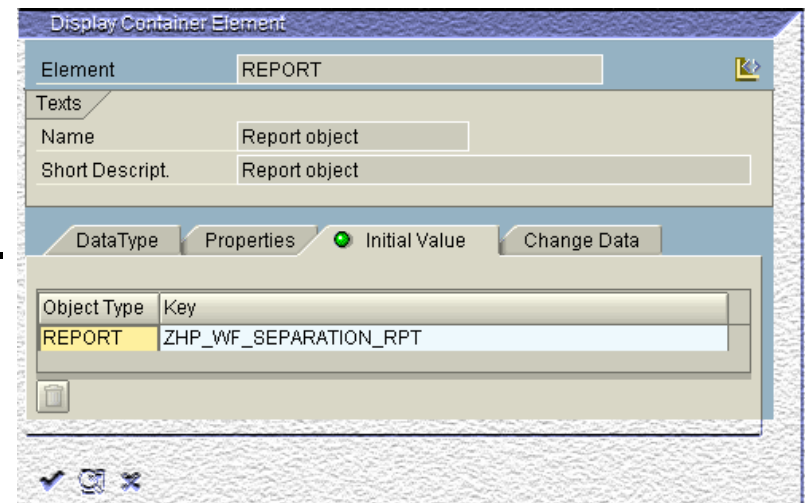 Display Container Element
Element REPORT
Texts
Name Report object
Short Descript. Report object
DataType Properties Initial Value Change Data
Object Type Key
REPORT ZHP_WF_SEPARATION_RPT